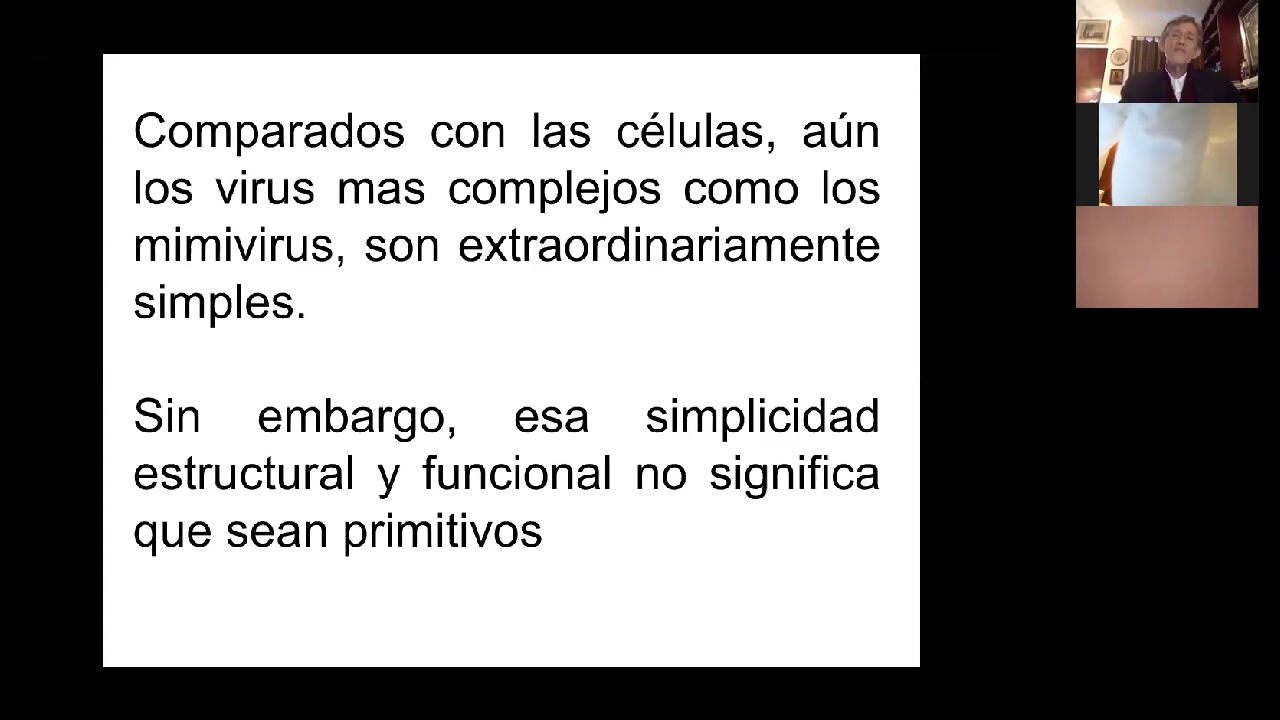 Comparados con las células, aún
los virus mas complejos como los
mimivirus, son extraordinariamente
simples.
Sin embargo, esa simplicidad
estructural y funcional no significa
que sean primitivos